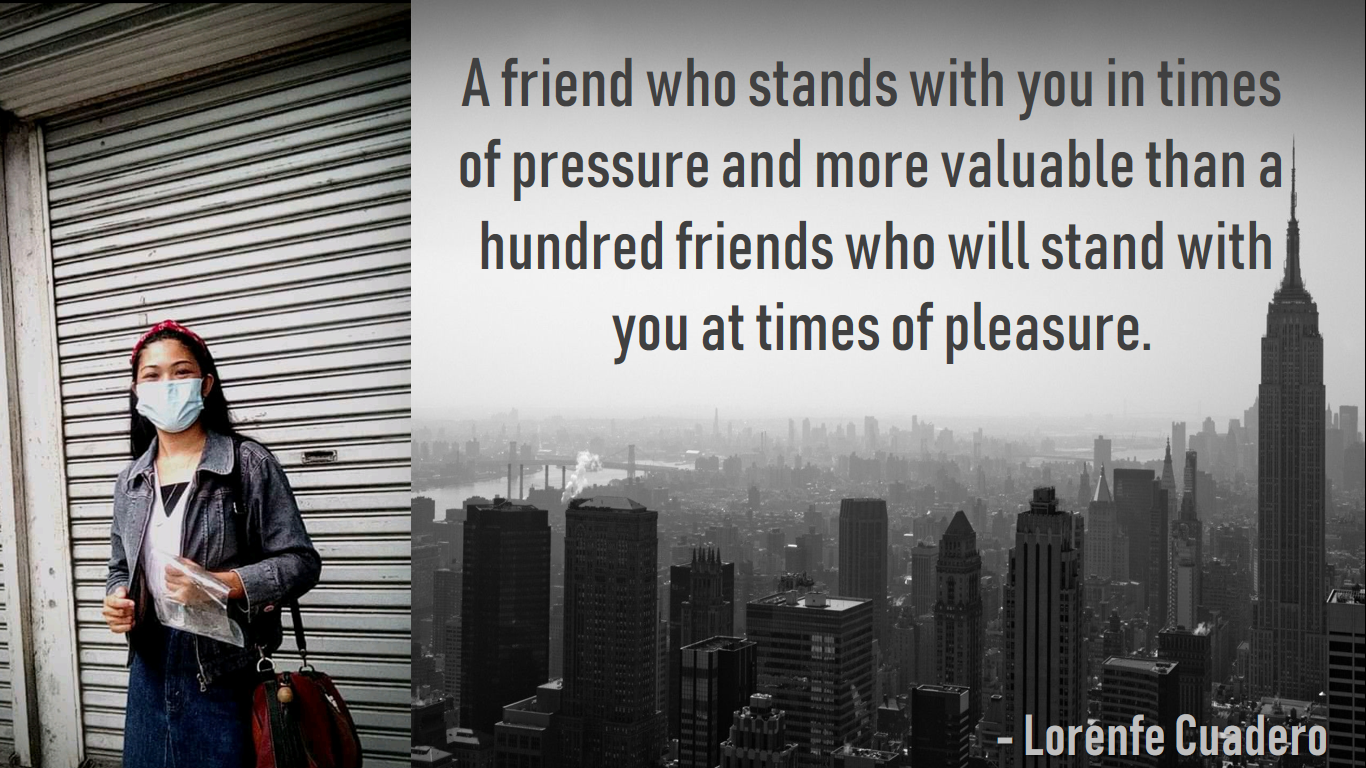 A friend who stands with you in times
of pressure and more valuable than a
hundred friends who will stand with
you at times of pleasure.
- Lorenfe Cuadero